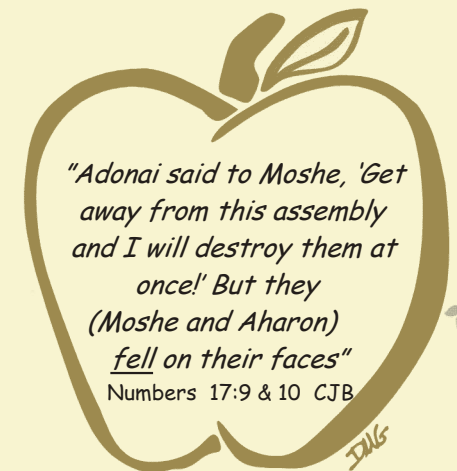 "Adonai said to Moshe, 'Get
away from this assembly
and I will destroy them at
once!' But they
(Moshe and Aharon)
fell on their faces"
Numbers 17:9 & 10 CJB
DMG